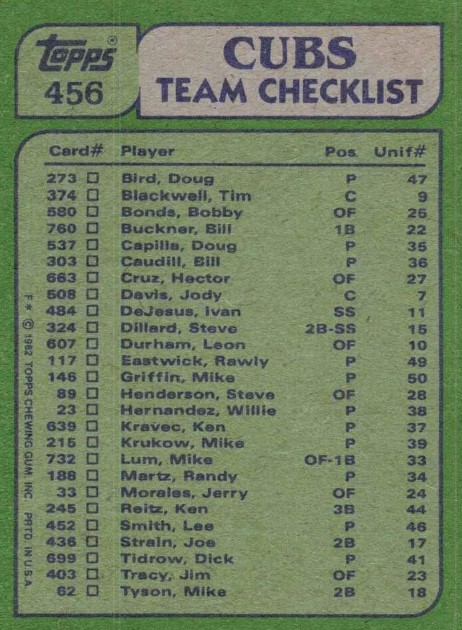 topps®
456
CUBS
TEAM CHECKLIST
Card# Player Pos. Unif#
273 Bird, Doug P 47
374 Blackwell, Tim C 9
580 Bonds, Bobby OF 25
760 Buckner, Bill 1B 22
537 Capilla, Doug P 35
303 Caudill, Bill P 36
663 Cruz, Hector OF 27
508 Davis, Jody C 7
484 DeJesus, Ivan SS 11
324 Dillard, Steve 2B-SS 15
607 Durham, Leon OF 10
117 Eastwick, Rawly P 49
146 Griffin, Mike P 50
89 Henderson, Steve OF 28
23 Hernandez, Willie P 38
639 Kravec, Ken P 37
215 Krukow, Mike P 39
732 Lum, Mike OF-1B 33
188 Martz, Randy P 34
33 Morales, Jerry OF 24
245 Reitz, Ken 3B 44
452 Smith, Lee P 46
436 Strain, Joe 2B 17
699 Tidrow, Dick P 41
403 Tracy, Jim OF 23
62 Tyson, Mike 2B 18
F * © 1982 TOPPS CHEWING GUM, INC. PRTD. IN U.S.A.